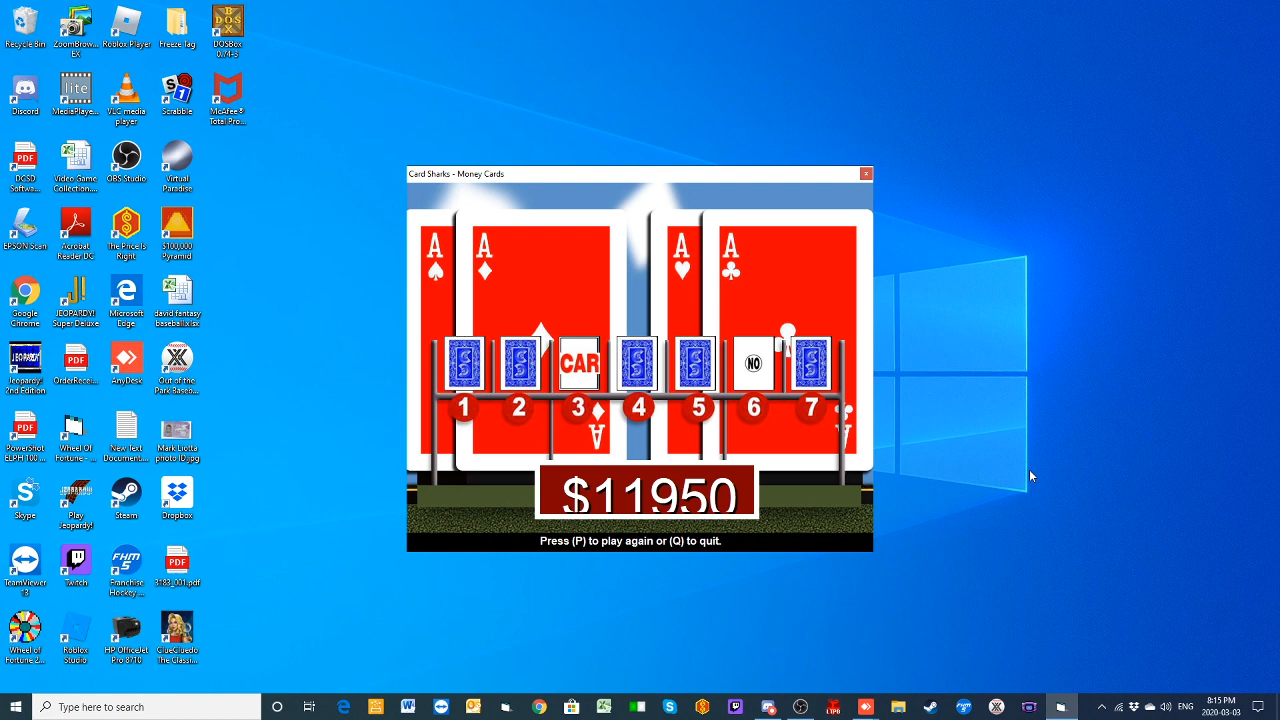 Recycle Bin
ZoomBrow...
EX
Roblox Player
Freeze Tag
DOSBox
0.74-3
Discord
MediaPlaye...
VLC media
player
Scrabble
McAfee®
Total Pro...
DCSD
Softwa...
Video Game
Collection....
OBS Studio
Virtual
Paradise
EPSON Scan
Acrobat
Reader DC
The Price Is
Right
$100,000
Pyramid
Google
Chrome
JEOPARDY!
Super Deluxe
Microsoft
Edge
david fantasy
baseball.xlsx
Jeopardy!
2nd Edition
OrderRecei...
AnyDesk
Out of the
Park Baseb...
PowerShot
ELPH 100 ...
Wheel Of
Fortune - ...
New Text
Document...
Mark Liotta
photo ID.jpg
Skype
Play
Jeopardy!
Steam
Dropbox
TeamViewer
13
Twitch
Franchise
Hockey ...
3183_001.pdf
Wheel of
Fortune 2...
Roblox
Studio
HP OfficeJet
Pro 8710
ClueCluedo
The Classi...
Card Sharks - Money Cards
A A A A
CAR
NO
1 2 3 4 5 6 7
$11950
Press (P) to play again or (Q) to quit.
Type here to search
ENG
8:15 PM
2020-03-03